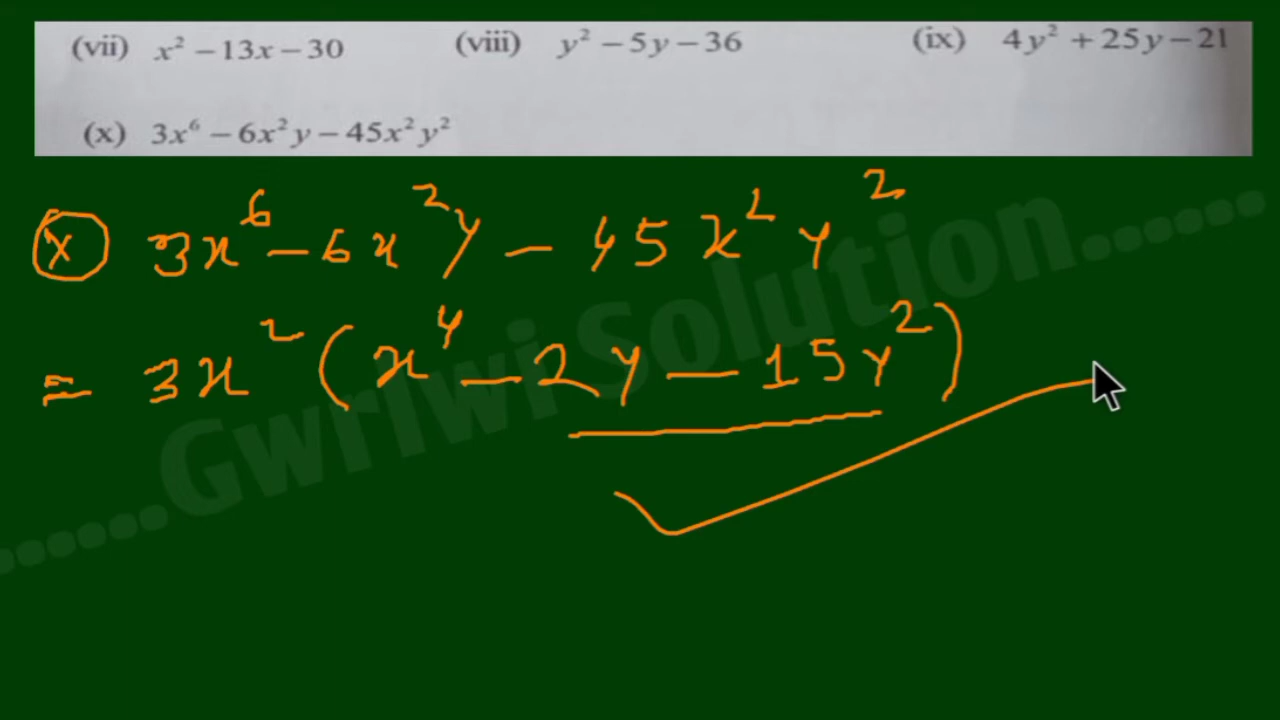 (vii) x² − 13x − 30 (viii) y² − 5y − 36 (ix) 4y² + 25y − 21
(x) 3x⁶ − 6x²y − 45x²y²
(x) 3x⁶ − 6x²y − 45x²y²
= 3x² (x⁴ − 2y − 15y²)
......Gwrlwi Solution......